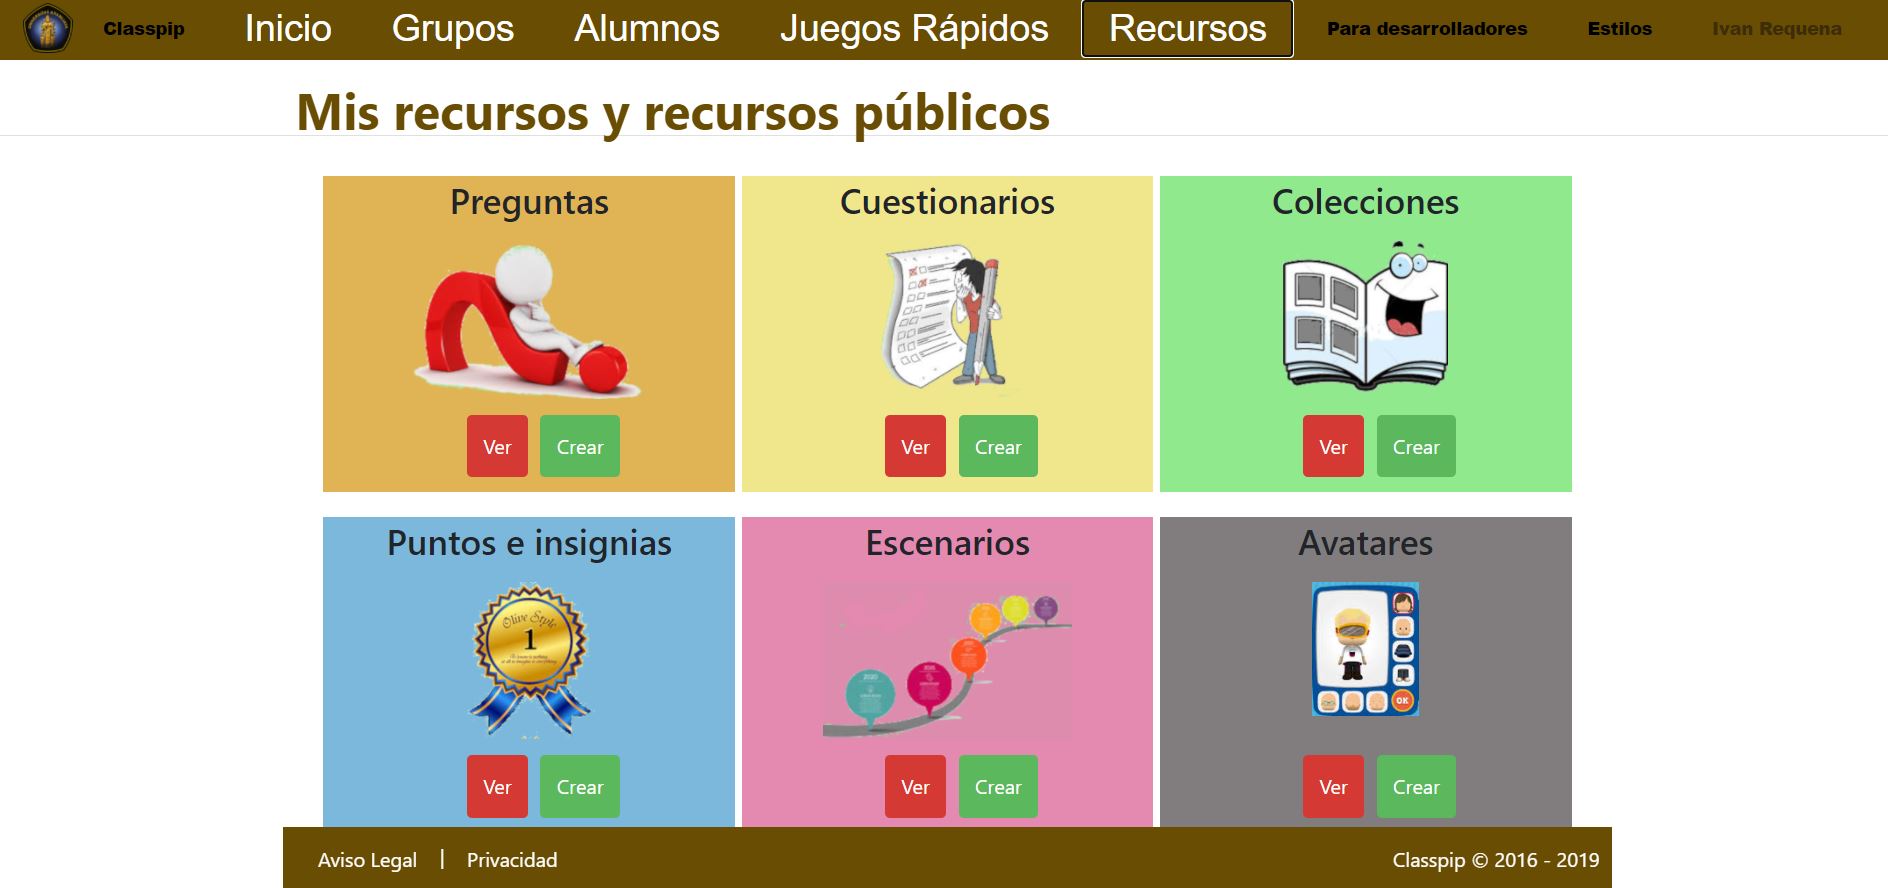 Classpip Inicio Grupos Alumnos Juegos Rápidos Recursos Para desarrolladores Estilos Ivan Requena
Mis recursos y recursos públicos
Preguntas
Ver Crear
Cuestionarios
Ver Crear
Colecciones
Ver Crear
Puntos e insignias
Olive Style
1
Ver Crear
Escenarios
2020
Ver Crear
Avatares
OK
Ver Crear
Aviso Legal | Privacidad
Classpip © 2016 - 2019